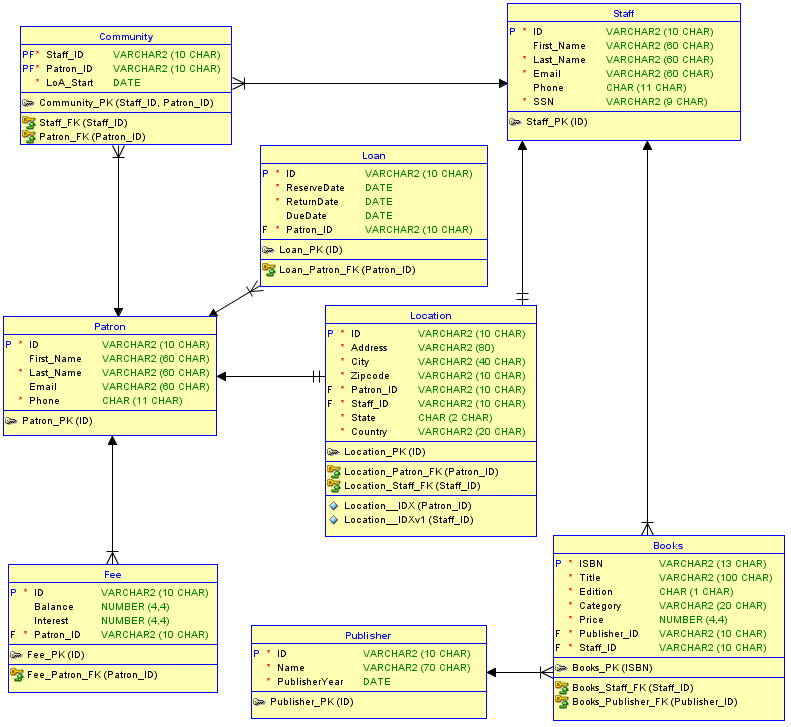 Community
PF* Staff_ID VARCHAR2 (10 CHAR)
PF* Patron_ID VARCHAR2 (10 CHAR)
* LoA_Start DATE
Community_PK (Staff_ID, Patron_ID)
Staff_FK (Staff_ID)
Patron_FK (Patron_ID)
Staff
P * ID VARCHAR2 (10 CHAR)
First_Name VARCHAR2 (60 CHAR)
* Last_Name VARCHAR2 (60 CHAR)
* Email VARCHAR2 (60 CHAR)
Phone CHAR (11 CHAR)
* SSN VARCHAR2 (9 CHAR)
Staff_PK (ID)
Loan
P * ID VARCHAR2 (10 CHAR)
* ReserveDate DATE
* ReturnDate DATE
DueDate DATE
F * Patron_ID VARCHAR2 (10 CHAR)
Loan_PK (ID)
Loan_Patron_FK (Patron_ID)
Patron
P * ID VARCHAR2 (10 CHAR)
First_Name VARCHAR2 (60 CHAR)
* Last_Name VARCHAR2 (60 CHAR)
Email VARCHAR2 (60 CHAR)
* Phone CHAR (11 CHAR)
Patron_PK (ID)
Location
P * ID VARCHAR2 (10 CHAR)
* Address VARCHAR2 (80)
* City VARCHAR2 (40 CHAR)
* Zipcode VARCHAR2 (10 CHAR)
F * Patron_ID VARCHAR2 (10 CHAR)
F * Staff_ID VARCHAR2 (10 CHAR)
* State CHAR (2 CHAR)
* Country VARCHAR2 (20 CHAR)
Location_PK (ID)
Location_Patron_FK (Patron_ID)
Location_Staff_FK (Staff_ID)
Location__IDX (Patron_ID)
Location__IDXv1 (Staff_ID)
Fee
P * ID VARCHAR2 (10 CHAR)
Balance NUMBER (4,4)
Interest NUMBER (4,4)
F * Patron_ID VARCHAR2 (10 CHAR)
Fee_PK (ID)
Fee_Patron_FK (Patron_ID)
Publisher
P * ID VARCHAR2 (10 CHAR)
* Name VARCHAR2 (70 CHAR)
* PublisherYear DATE
Publisher_PK (ID)
Books
P * ISBN VARCHAR2 (13 CHAR)
* Title VARCHAR2 (100 CHAR)
* Edition CHAR (1 CHAR)
* Category VARCHAR2 (20 CHAR)
* Price NUMBER (4,4)
F * Publisher_ID VARCHAR2 (10 CHAR)
F * Staff_ID VARCHAR2 (10 CHAR)
Books_PK (ISBN)
Books_Staff_FK (Staff_ID)
Books_Publisher_FK (Publisher_ID)